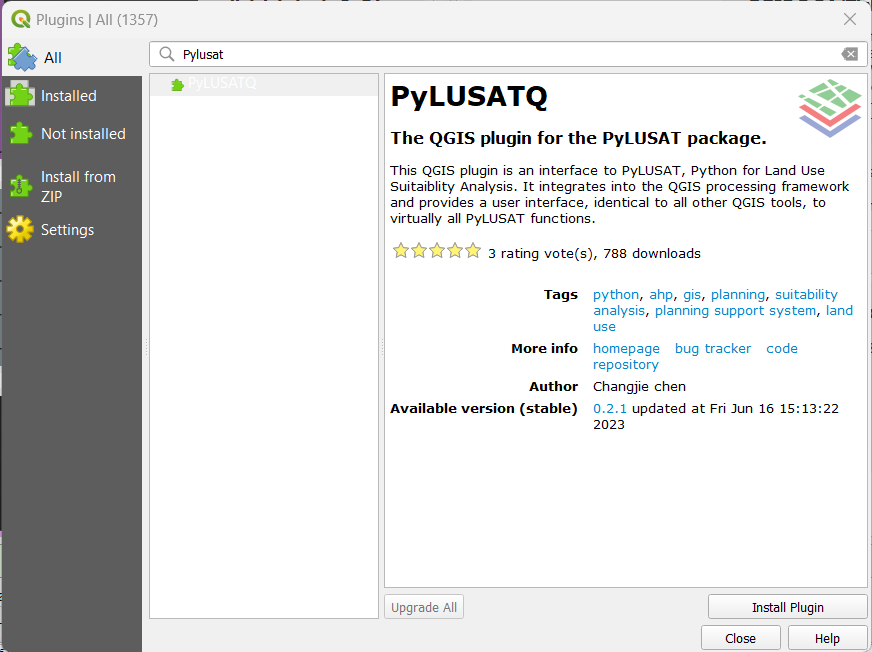 Plugins | All (1357)
All
Installed
Not installed
Install from
ZIP
Settings
Pylusat
PyLUSATQ
PyLUSATQ
The QGIS plugin for the PyLUSAT package.
This QGIS plugin is an interface to PyLUSAT, Python for Land Use
Suitaiblity Analysis. It integrates into the QGIS processing framework
and provides a user interface, identical to all other QGIS tools, to
virtually all PyLUSAT functions.
3 rating vote(s), 788 downloads
Tags python, ahp, gis, planning, suitability
analysis, planning support system, land
use
More info homepage bug tracker code
repository
Author Changjie chen
Available version (stable) 0.2.1 updated at Fri Jun 16 15:13:22
2023
Upgrade All
Install Plugin
Close
Help